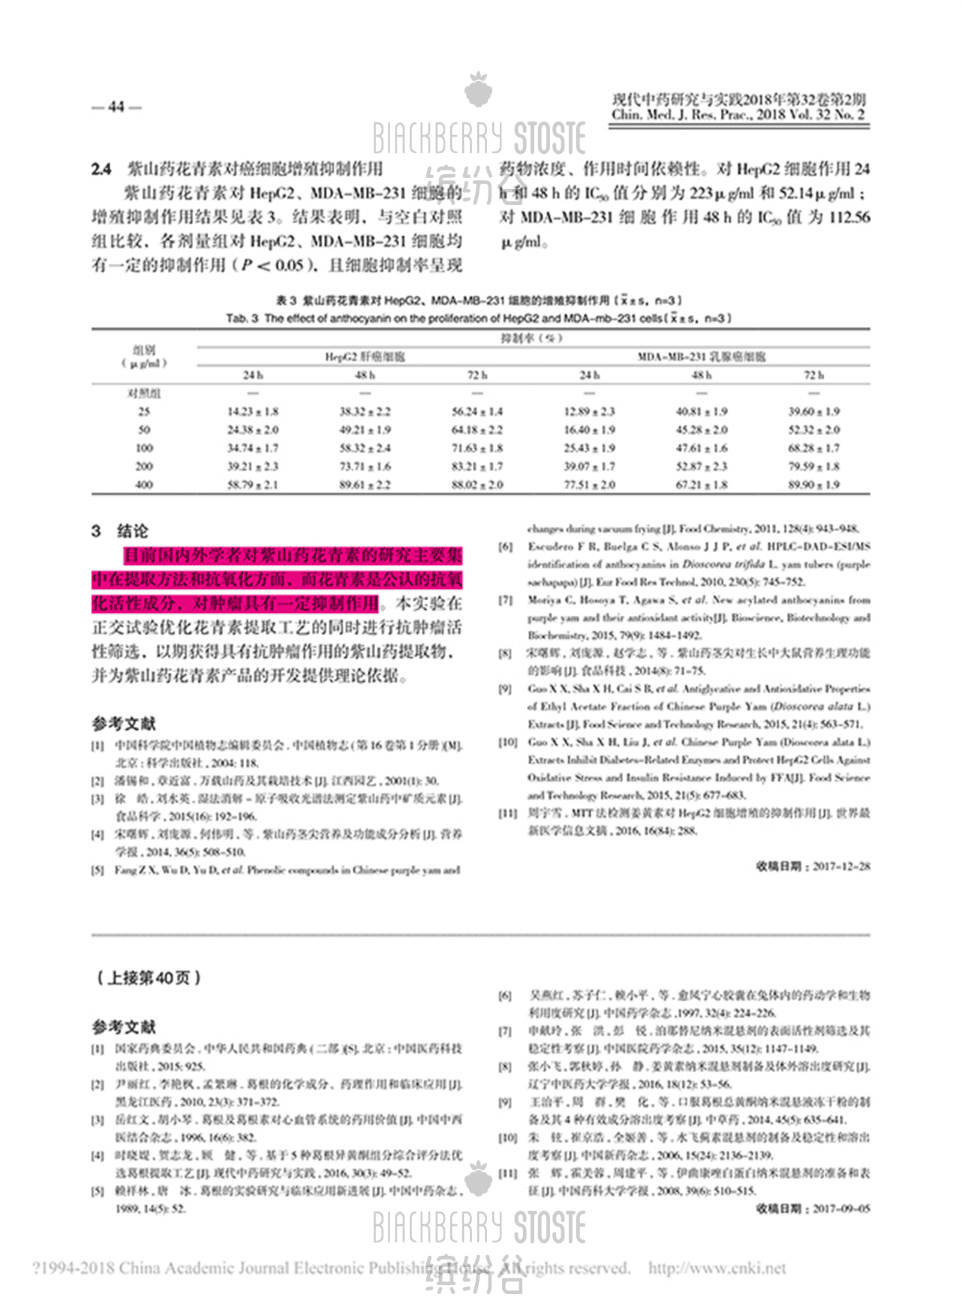 — 44 —
现代中药研究与实践2018年第32卷第2期
Chin. Med. J. Res. Prac., 2018 Vol. 32 No. 2
BLACKBERRY STOSTE
缤纷谷
2.4 紫山药花青素对癌细胞增殖抑制作用
紫山药花青素对 HepG2、MDA-MB-231 细胞的
增殖抑制作用结果见表 3。结果表明，与空白对照
组比较，各剂量组对 HepG2、MDA-MB-231 细胞均
有一定的抑制作用（P < 0.05），且细胞抑制率呈现
药物浓度、作用时间依赖性。对 HepG2 细胞作用 24
h 和 48 h 的 IC50 值分别为 223μg/ml 和 52.14μg/ml；
对 MDA-MB-231 细胞作用 48 h 的 IC50 值为 112.56
μg/ml。
表 3 紫山药花青素对 HepG2、MDA-MB-231 细胞的增殖抑制作用（x̄±s，n=3）
Tab. 3 The effect of anthocyanin on the proliferation of HepG2 and MDA-mb-231 cells(x̄±s，n=3）
组别
（μg/ml）
抑制率（%）
HepG2 肝癌细胞 MDA-MB-231 乳腺癌细胞
24 h 48 h 72 h 24 h 48 h 72 h
对照组 — — — — — —
25 14.23±1.8 38.32±2.2 56.24±1.4 12.89±2.3 40.81±1.9 39.60±1.9
50 24.38±2.0 49.21±1.9 64.18±2.2 16.40±1.9 45.28±2.0 52.32±2.0
100 34.74±1.7 58.32±2.4 71.63±1.8 25.43±1.9 47.61±1.6 68.28±1.7
200 39.21±2.3 73.71±1.6 83.21±1.7 39.07±1.7 52.87±2.3 79.59±1.8
400 58.79±2.1 89.61±2.2 88.02±2.0 77.51±2.0 67.21±1.8 89.90±1.9
3 结论
目前国内外学者对紫山药花青素的研究主要集
中在提取方法和抗氧化方面，而花青素是公认的抗氧
化活性成分，对肿瘤具有一定抑制作用。本实验在
正交试验优化花青素提取工艺的同时进行抗肿瘤活
性筛选，以期获得具有抗肿瘤作用的紫山药提取物，
并为紫山药花青素产品的开发提供理论依据。
参考文献
[1] 中国科学院中国植物志编辑委员会．中国植物志(第 16 卷第 1 分册)[M].
北京：科学出版社，2004: 118.
[2] 潘锡和，章近富．万载山药及其栽培技术 [J]. 江西园艺，2001(1): 30.
[3] 徐 皓，刘水英．湿法消解－原子吸收光谱法测定紫山药中矿质元素 [J].
食品科学，2015(16): 192-196.
[4] 宋曙辉，刘庞源，何伟明，等．紫山药茎尖营养及功能成分分析 [J]. 营养
学报，2014, 36(5): 508-510.
[5] Fang Z X, Wu D, Yu D, et al. Phenolic compounds in Chinese purple yam and
changes during vacuum frying [J]. Food Chemistry, 2011, 128(4): 943-948.
[6] Escudero F R, Buelga C S, Alonso J J P, et al. HPLC-DAD-ESI/MS
identification of anthocyanins in Dioscorea trifida L. yam tubers (purple
sachapapa) [J]. Eur Food Res Technol, 2010, 230(5): 745-752.
[7] Moriya C, Hosoya T, Agawa S, et al. New acylated anthocyanins from
purple yam and their antioxidant activity[J]. Bioscience, Biotechnology and
Biochemistry, 2015, 79(9): 1484-1492.
[8] 宋曙辉，刘庞源，赵学志，等．紫山药茎尖对生长中大鼠营养生理功能
的影响 [J]. 食品科技，2014(8): 71-75.
[9] Guo X X, Sha X H, Cai S B, et al. Antiglycative and Antioxidative Properties
of Ethyl Acetate Fraction of Chinese Purple Yam (Dioscorea alata L.)
Extracts [J]. Food Science and Technology Research, 2015, 21(4): 563-571.
[10] Guo X X, Sha X H, Liu J, et al. Chinese Purple Yam (Dioscorea alata L.)
Extracts Inhibit Diabetes-Related Enzymes and Protect HepG2 Cells Against
Oxidative Stress and Insulin Resistance Induced by FFA[J]. Food Science
and Technology Research, 2015, 21(5): 677-683.
[11] 周宇雪．MTT 法检测姜黄素对 HepG2 细胞增殖的抑制作用 [J]. 世界最
新医学信息文摘，2016, 16(84): 288.
收稿日期：2017-12-28
（上接第40页）
参考文献
[1] 国家药典委员会．中华人民共和国药典(二部)[S]. 北京：中国医药科技
出版社，2015: 925.
[2] 尹丽红，李艳枫，孟繁琳．葛根的化学成分、药理作用和临床应用 [J].
黑龙江医药，2010, 23(3): 371-372.
[3] 岳红文，胡小琴．葛根及葛根素对心血管系统的药用价值 [J]. 中国中西
医结合杂志，1996, 16(6): 382.
[4] 时晓媞，贺志龙，顾 健，等．基于 5 种葛根异黄酮组分综合评分法优
选葛根提取工艺 [J]. 现代中药研究与实践，2016, 30(3): 49-52.
[5] 赖祥林，唐 冰．葛根的实验研究与临床应用新进展 [J]. 中国中药杂志，
1989, 14(5): 52.
[6] 吴燕红，苏子仁，赖小平，等．愈风宁心胶囊在兔体内的药动学和生物
利用度研究 [J]. 中国药学杂志 ,1997, 32(4): 224-226.
[7] 申献玲，张 洪，彭 锐．泊那替尼纳米混悬剂的表面活性剂筛选及其
稳定性考察 [J]. 中国医院药学杂志，2015, 35(12): 1147-1149.
[8] 张小飞，郭秋婷，孙 静．姜黄素纳米混悬剂制备及体外溶出度研究 [J].
辽宁中医药大学学报，2016, 18(12): 53-56.
[9] 王治平，周 群，樊 化，等．口服葛根总黄酮纳米混悬液冻干粉的制
备及其 4 种有效成分溶出度考察 [J]. 中草药，2014, 45(5): 635-641.
[10] 朱 铉，崔京浩，全姬善，等．水飞蓟素混悬剂的制备及稳定性和溶出
度考察 [J]. 中国新药杂志，2006, 15(24): 2136-2139.
[11] 张 辉，霍美蓉，周建平，等．伊曲康唑白蛋白纳米混悬剂的准备和表
征 [J]. 中国药科大学学报，2008, 39(6): 510-515.
收稿日期：2017-09-05
BLACKBERRY STOSTE
缤纷谷
?1994-2018 China Academic Journal Electronic Publishing House. All rights reserved. http://www.cnki.net